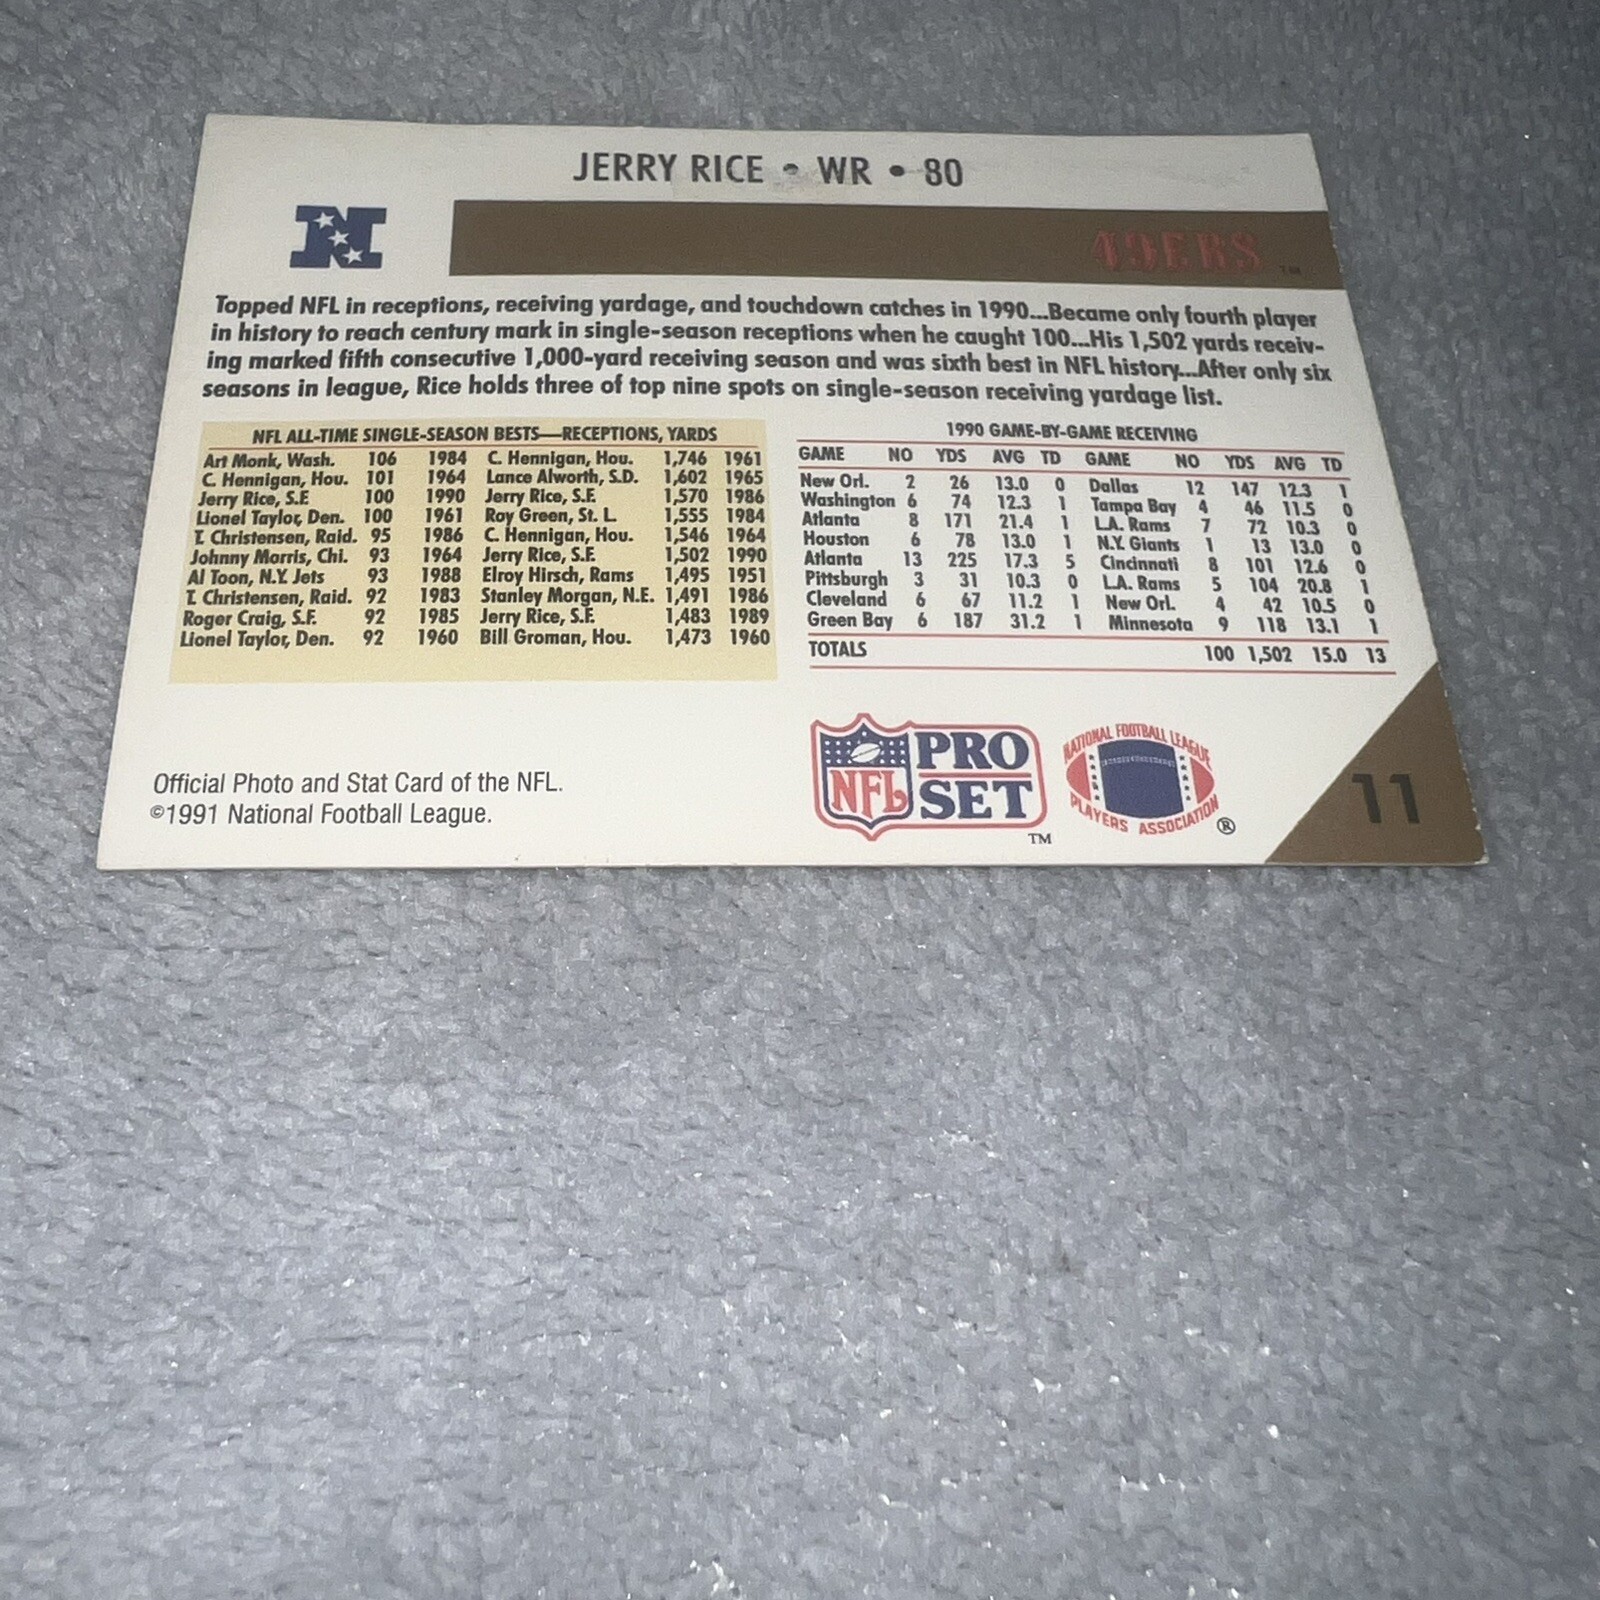 JERRY RICE • WR • 80
N
49ERS ™
Topped NFL in receptions, receiving yardage, and touchdown catches in 1990...Became only fourth player
in history to reach century mark in single-season receptions when he caught 100...His 1,502 yards receiv-
ing marked fifth consecutive 1,000-yard receiving season and was sixth best in NFL history...After only six
seasons in league, Rice holds three of top nine spots on single-season receiving yardage list.
NFL ALL-TIME SINGLE-SEASON BESTS—RECEPTIONS, YARDS
Art Monk, Wash. 106 1984 C. Hennigan, Hou. 1,746 1961
C. Hennigan, Hou. 101 1964 Lance Alworth, S.D. 1,602 1965
Jerry Rice, S.F. 100 1990 Jerry Rice, S.F. 1,570 1986
Lionel Taylor, Den. 100 1961 Roy Green, St. L. 1,555 1984
T. Christensen, Raid. 95 1986 C. Hennigan, Hou. 1,546 1964
Johnny Morris, Chi. 93 1964 Jerry Rice, S.F. 1,502 1990
Al Toon, N.Y. Jets 93 1988 Elroy Hirsch, Rams 1,495 1951
T. Christensen, Raid. 92 1983 Stanley Morgan, N.E. 1,491 1986
Roger Craig, S.F. 92 1985 Jerry Rice, S.F. 1,483 1989
Lionel Taylor, Den. 92 1960 Bill Groman, Hou. 1,473 1960
1990 GAME-BY-GAME RECEIVING
GAME NO YDS AVG TD GAME NO YDS AVG TD
New Orl. 2 26 13.0 0 Dallas 12 147 12.3 1
Washington 6 74 12.3 1 Tampa Bay 4 46 11.5 0
Atlanta 8 171 21.4 1 L.A. Rams 7 72 10.3 0
Houston 6 78 13.0 1 N.Y. Giants 1 13 13.0 0
Atlanta 13 225 17.3 5 Cincinnati 8 101 12.6 0
Pittsburgh 3 31 10.3 0 L.A. Rams 5 104 20.8 1
Cleveland 6 67 11.2 1 New Orl. 4 42 10.5 0
Green Bay 6 187 31.2 1 Minnesota 9 118 13.1 1
TOTALS 100 1,502 15.0 13
Official Photo and Stat Card of the NFL.
©1991 National Football League.
NFL PRO SET ™
NATIONAL FOOTBALL LEAGUE
PLAYERS ASSOCIATION ®
11